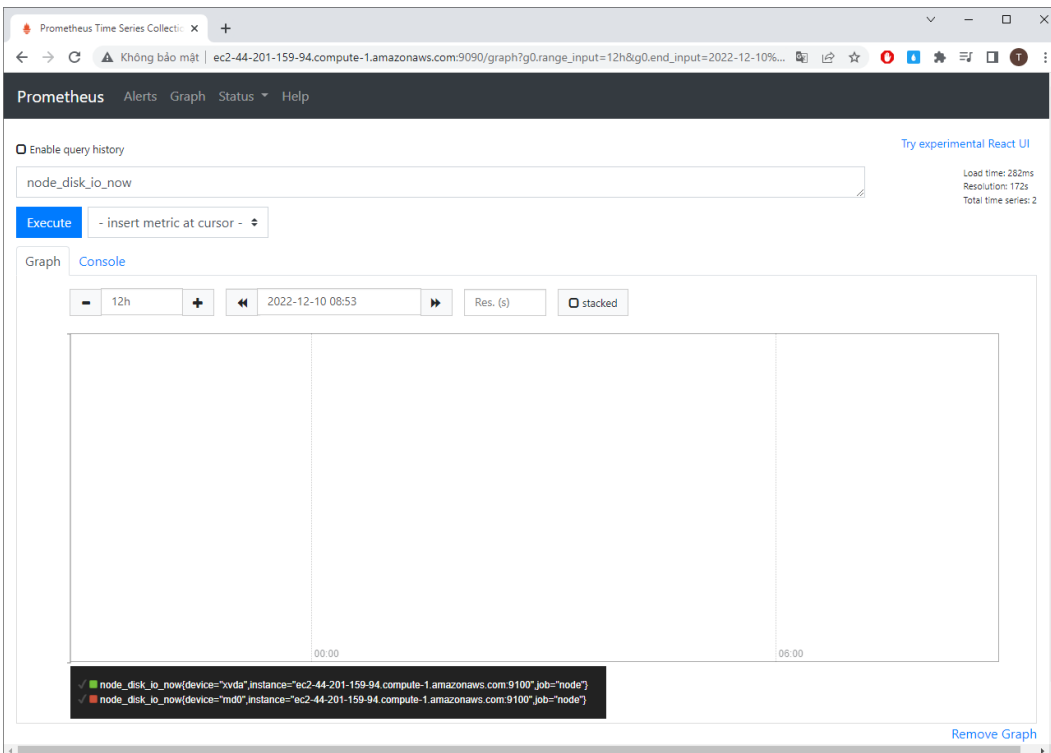 Prometheus Time Series Collectic
Không bảo mật | ec2-44-201-159-94.compute-1.amazonaws.com:9090/graph?g0.range_input=12h&g0.end_input=2022-12-10%...
T
Prometheus Alerts Graph Status Help
Enable query history
Try experimental React UI
node_disk_io_now
Load time: 282ms
Resolution: 172s
Total time series: 2
Execute - insert metric at cursor -
Graph Console
12h 2022-12-10 08:53 Res. (s) stacked
00:00 06:00
node_disk_io_now{device="xvda",instance="ec2-44-201-159-94.compute-1.amazonaws.com:9100",job="node"}
node_disk_io_now{device="md0",instance="ec2-44-201-159-94.compute-1.amazonaws.com:9100",job="node"}
Remove Graph